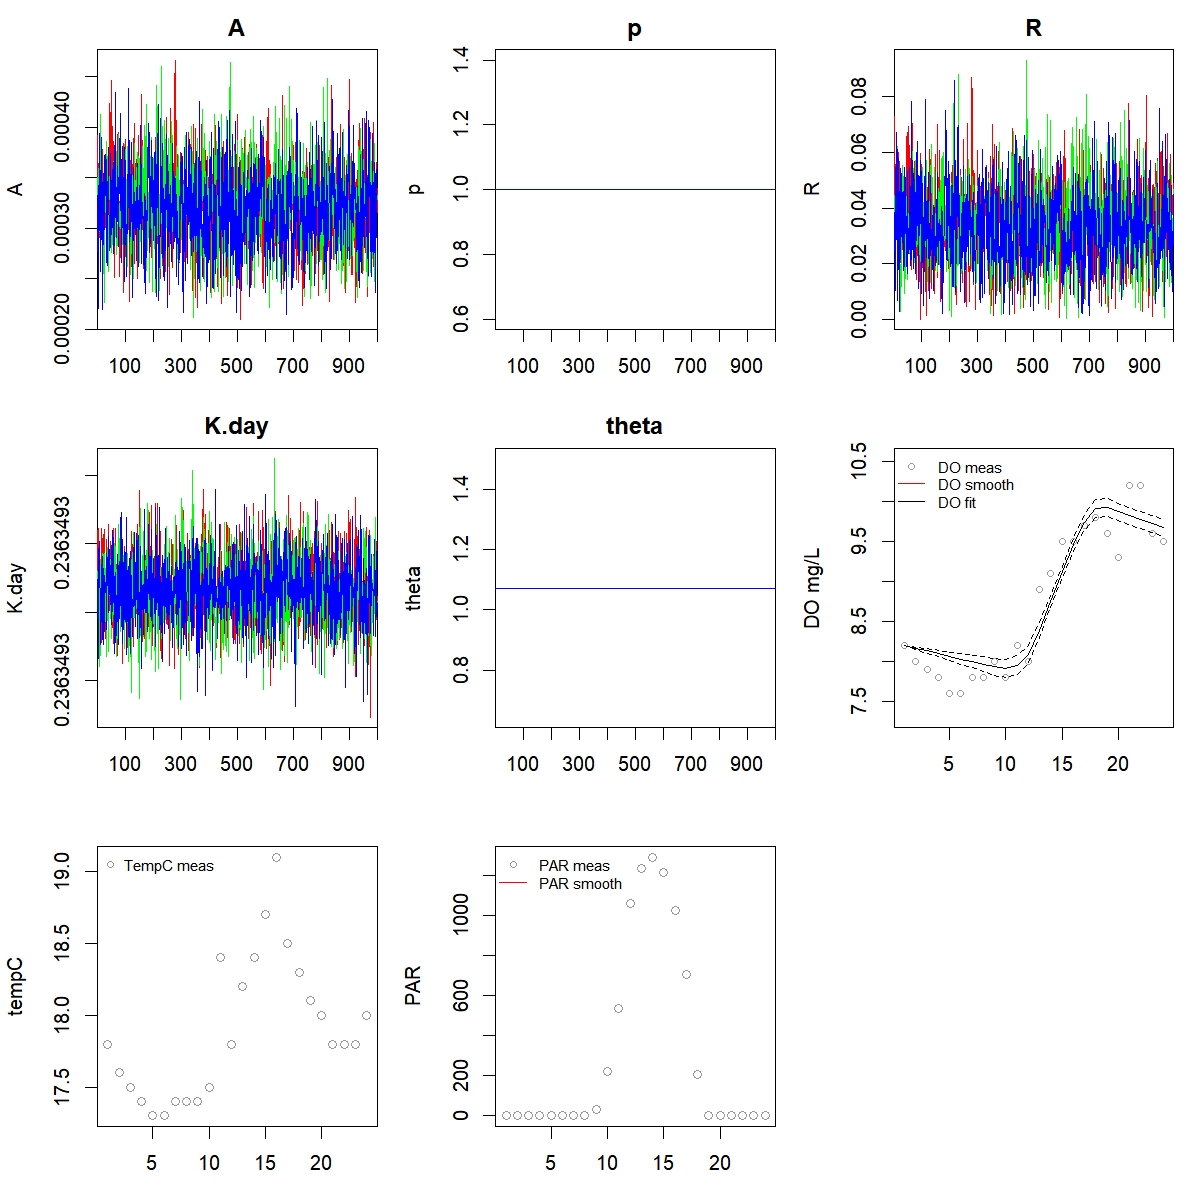 A
A
0.00020 0.00030 0.00040
100 300 500 700 900
p
p
0.6 0.8 1.0 1.2 1.4
100 300 500 700 900
R
R
0.00 0.02 0.04 0.06 0.08
100 300 500 700 900
K.day
K.day
0.2363493 0.2363493
100 300 500 700 900
theta
theta
0.8 1.0 1.2 1.4
100 300 500 700 900
DO mg/L
7.5 8.5 9.5 10.5
DO meas
DO smooth
DO fit
5 10 15 20
tempC
17.5 18.0 18.5 19.0
TempC meas
5 10 15 20
PAR
0 200 600 1000
PAR meas
PAR smooth
5 10 15 20